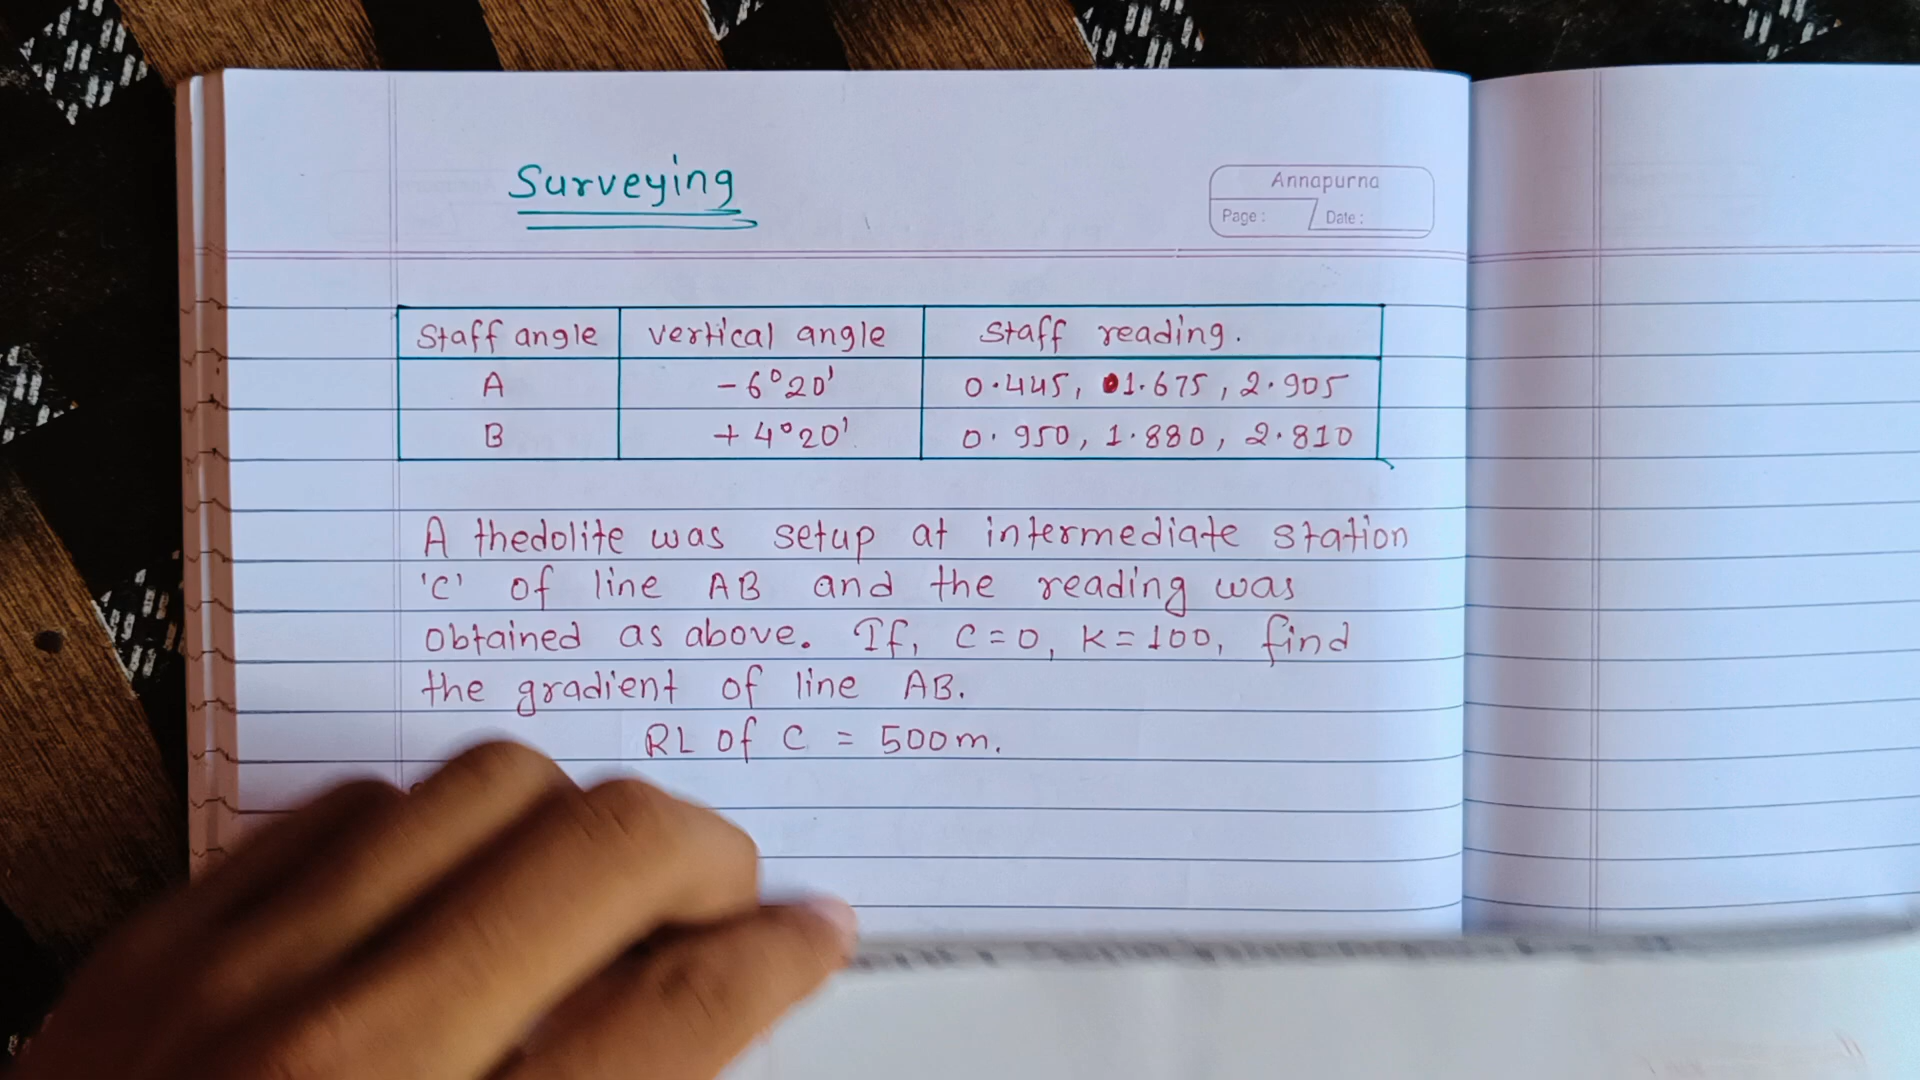 Surveying
Annapurna
Page :
Date :
Staff angle vertical angle Staff reading.
A -6°20' 0.445, 1.675, 2.905
B +4°20' 0.950, 1.880, 2.810
A thedolite was setup at intermediate station
'C' of line AB and the reading was
obtained as above. If, C=0, K=100, find
the gradient of line AB.
RL of C = 500m.